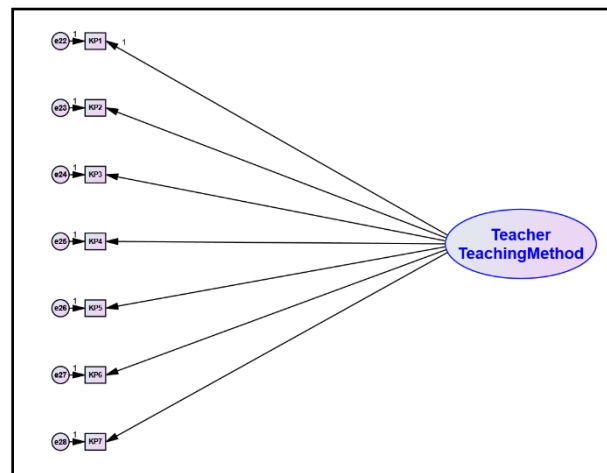 1
e22 KP1 1
1
e23 KP2
1
e24 KP3
Teacher
TeachingMethod
1
e25 KP4
1
e26 KP5
1
e27 KP6
1
e28 KP7